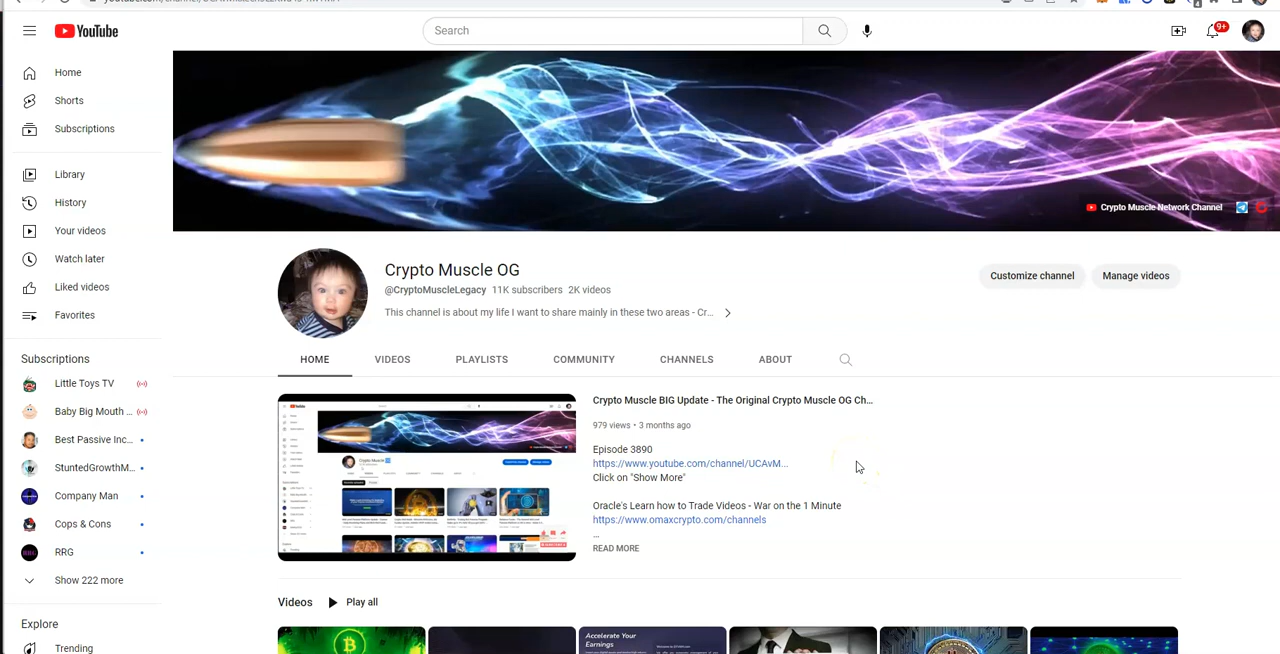 YouTube
Search
9+
Home
Shorts
Subscriptions
Library
History
Your videos
Watch later
Liked videos
Favorites
Subscriptions
Little Toys TV
Baby Big Mouth ...
Best Passive Inc...
StuntedGrowthM...
Company Man
Cops & Cons
RRG
Show 222 more
Explore
Trending
Crypto Muscle Network Channel
Crypto Muscle OG
@CryptoMuscleLegacy 11K subscribers 2K videos
This channel is about my life I want to share mainly in these two areas - Cr...
Customize channel
Manage videos
HOME VIDEOS PLAYLISTS COMMUNITY CHANNELS ABOUT
Crypto Muscle BIG Update - The Original Crypto Muscle OG Ch...
979 views • 3 months ago
Episode 3890
https://www.youtube.com/channel/UCAvM...
Click on "Show More"
Oracle's Learn how to Trade Videos - War on the 1 Minute
https://www.omaxcrypto.com/channels
...
READ MORE
Videos Play all
Accelerate Your
Earnings